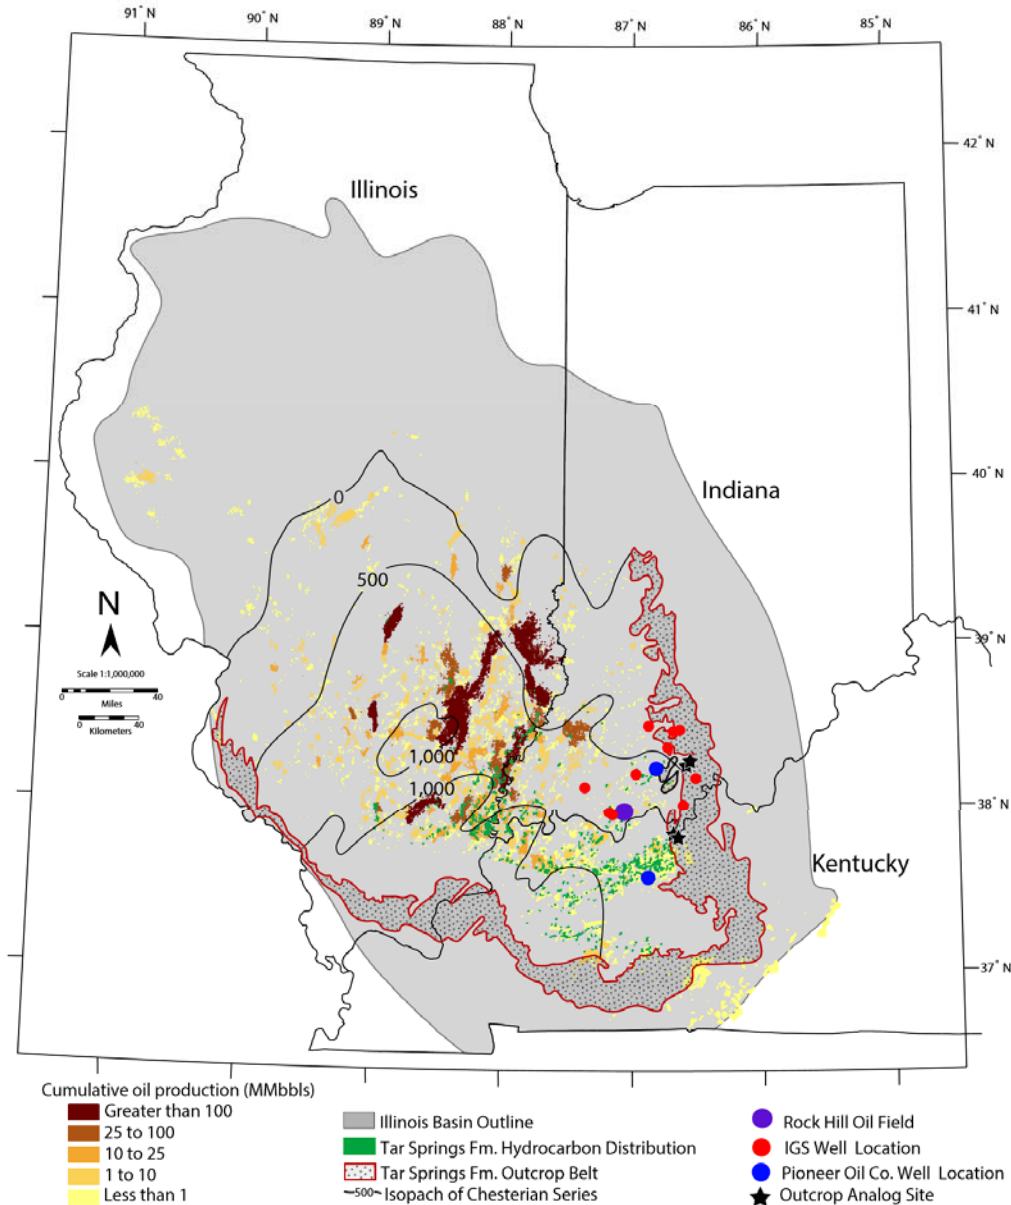 91° N
90° N
89° N
88° N
87° N
86° N
85° N
42° N
Illinois
41° N
40° N
Indiana
0
500
N
39° N
Scale 1:1,000,000
0 40
Miles
0 40
Kilometers
1,000
1,000
38° N
Kentucky
37° N
Cumulative oil production (MMbbls)
Greater than 100
25 to 100
10 to 25
1 to 10
Less than 1
Illinois Basin Outline
Tar Springs Fm. Hydrocarbon Distribution
Tar Springs Fm. Outcrop Belt
500 Isopach of Chesterian Series
Rock Hill Oil Field
IGS Well Location
Pioneer Oil Co. Well Location
Outcrop Analog Site